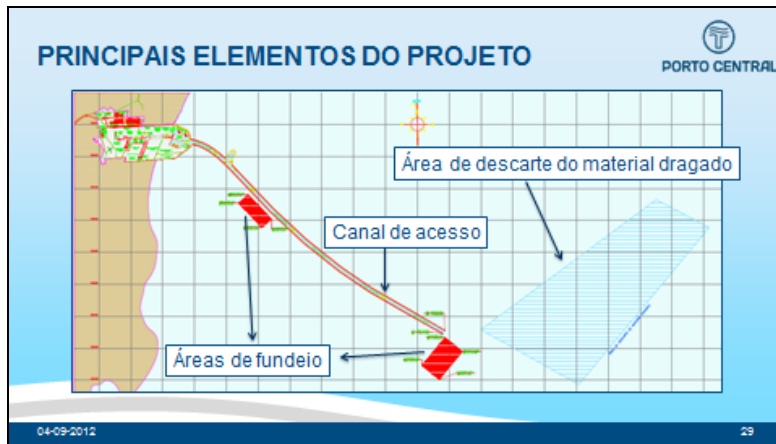 PRINCIPAIS ELEMENTOS DO PROJETO
PORTO CENTRAL
Área de descarte do material dragado
Canal de acesso
Áreas de fundeio
04-09-2012
29